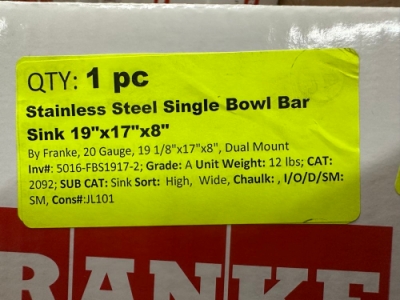 QTY: 1 pc
Stainless Steel Single Bowl Bar
Sink 19"x17"x8"
By Franke, 20 Gauge, 19 1/8"x17"x8", Dual Mount
Inv#: 5016-FBS1917-2; Grade: A Unit Weight: 12 lbs; CAT:
2092; SUB CAT: Sink Sort: High, Wide, Chaulk: , I/O/D/SM:
SM, Cons#:JL101
RANKE